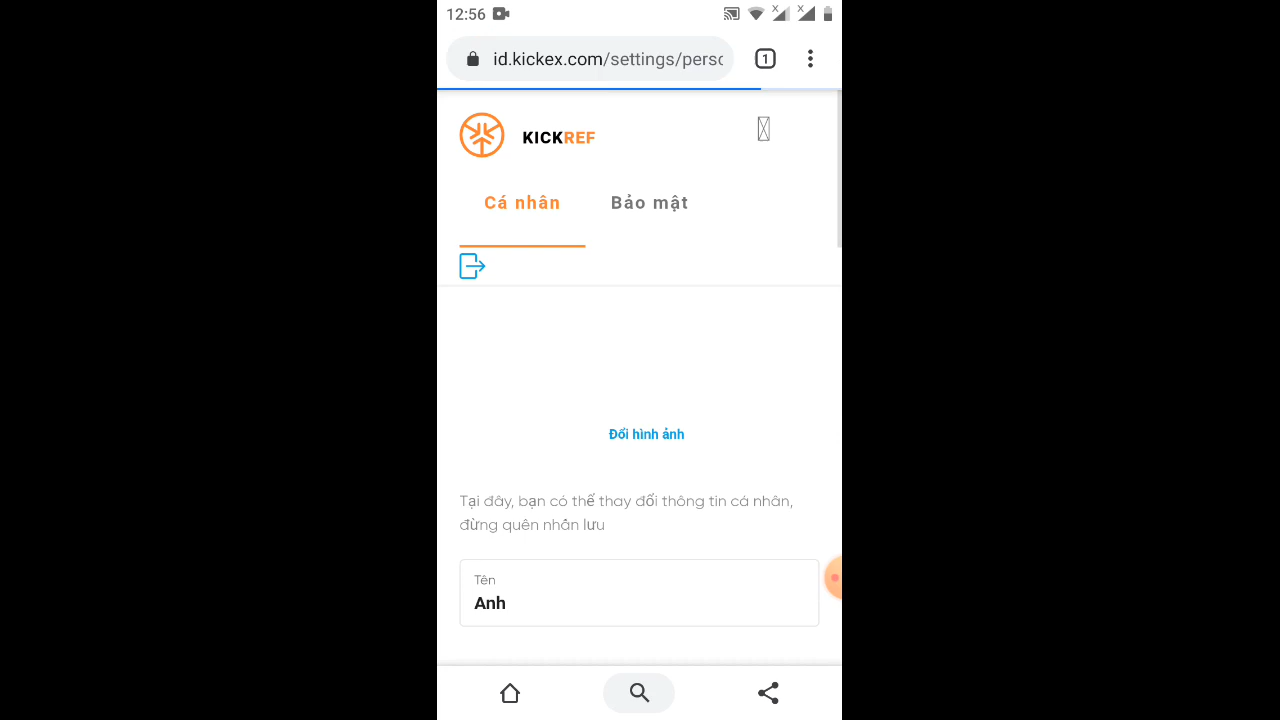 12:56
id.kickex.com/settings/perso
1
KICKREF
Cá nhân
Bảo mật
Đổi hình ảnh
Tại đây, bạn có thể thay đổi thông tin cá nhân,
đừng quên nhấn lưu
Tên
Anh